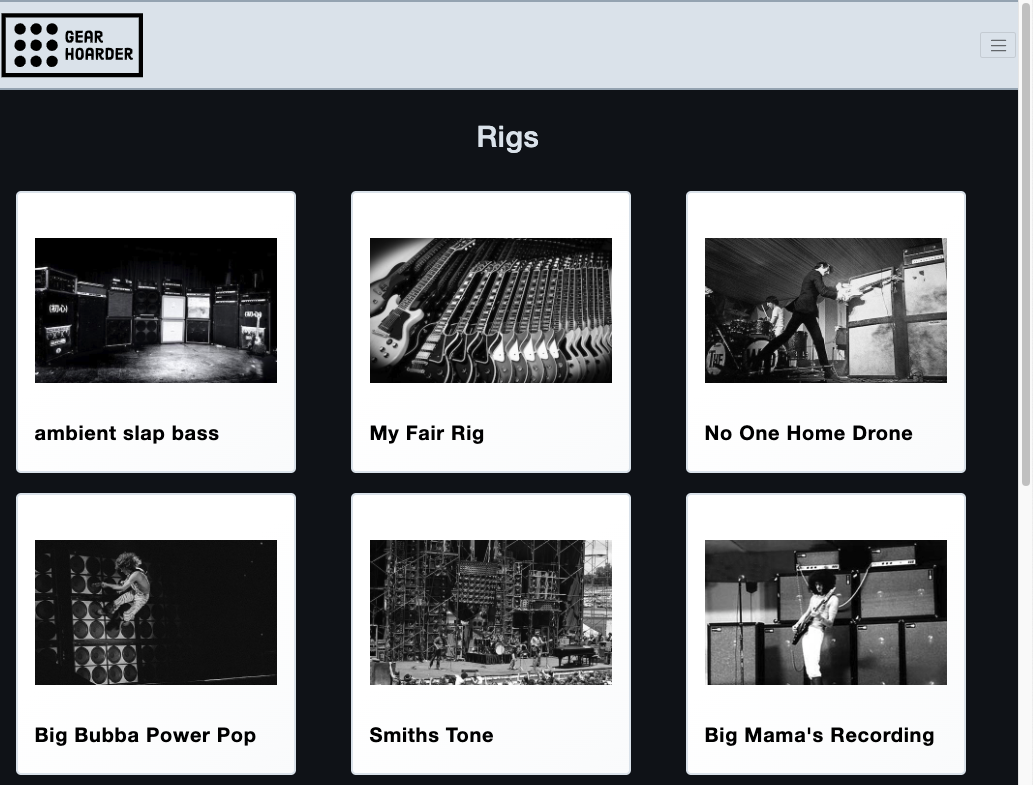 GEAR
HOARDER
Rigs
ambient slap bass
My Fair Rig
No One Home Drone
THE
Big Bubba Power Pop
Smiths Tone
Big Mama's Recording